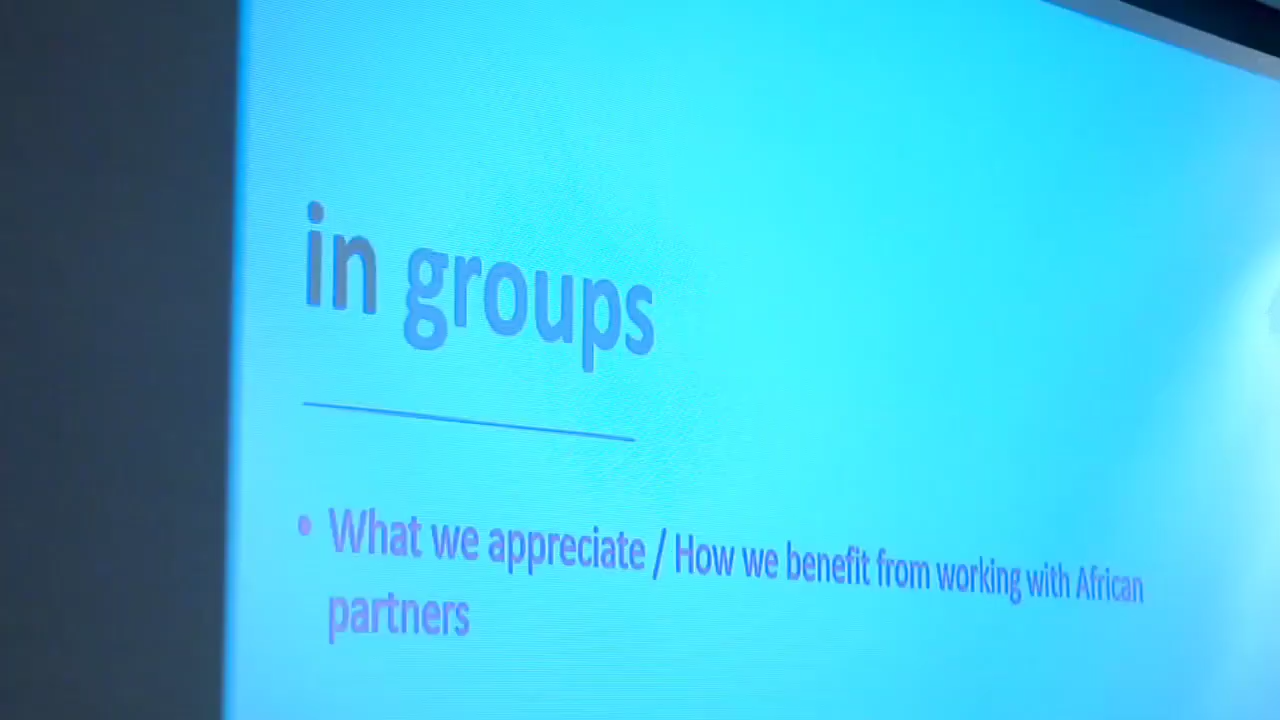 in groups
• What we appreciate / How we benefit from working with African
partners